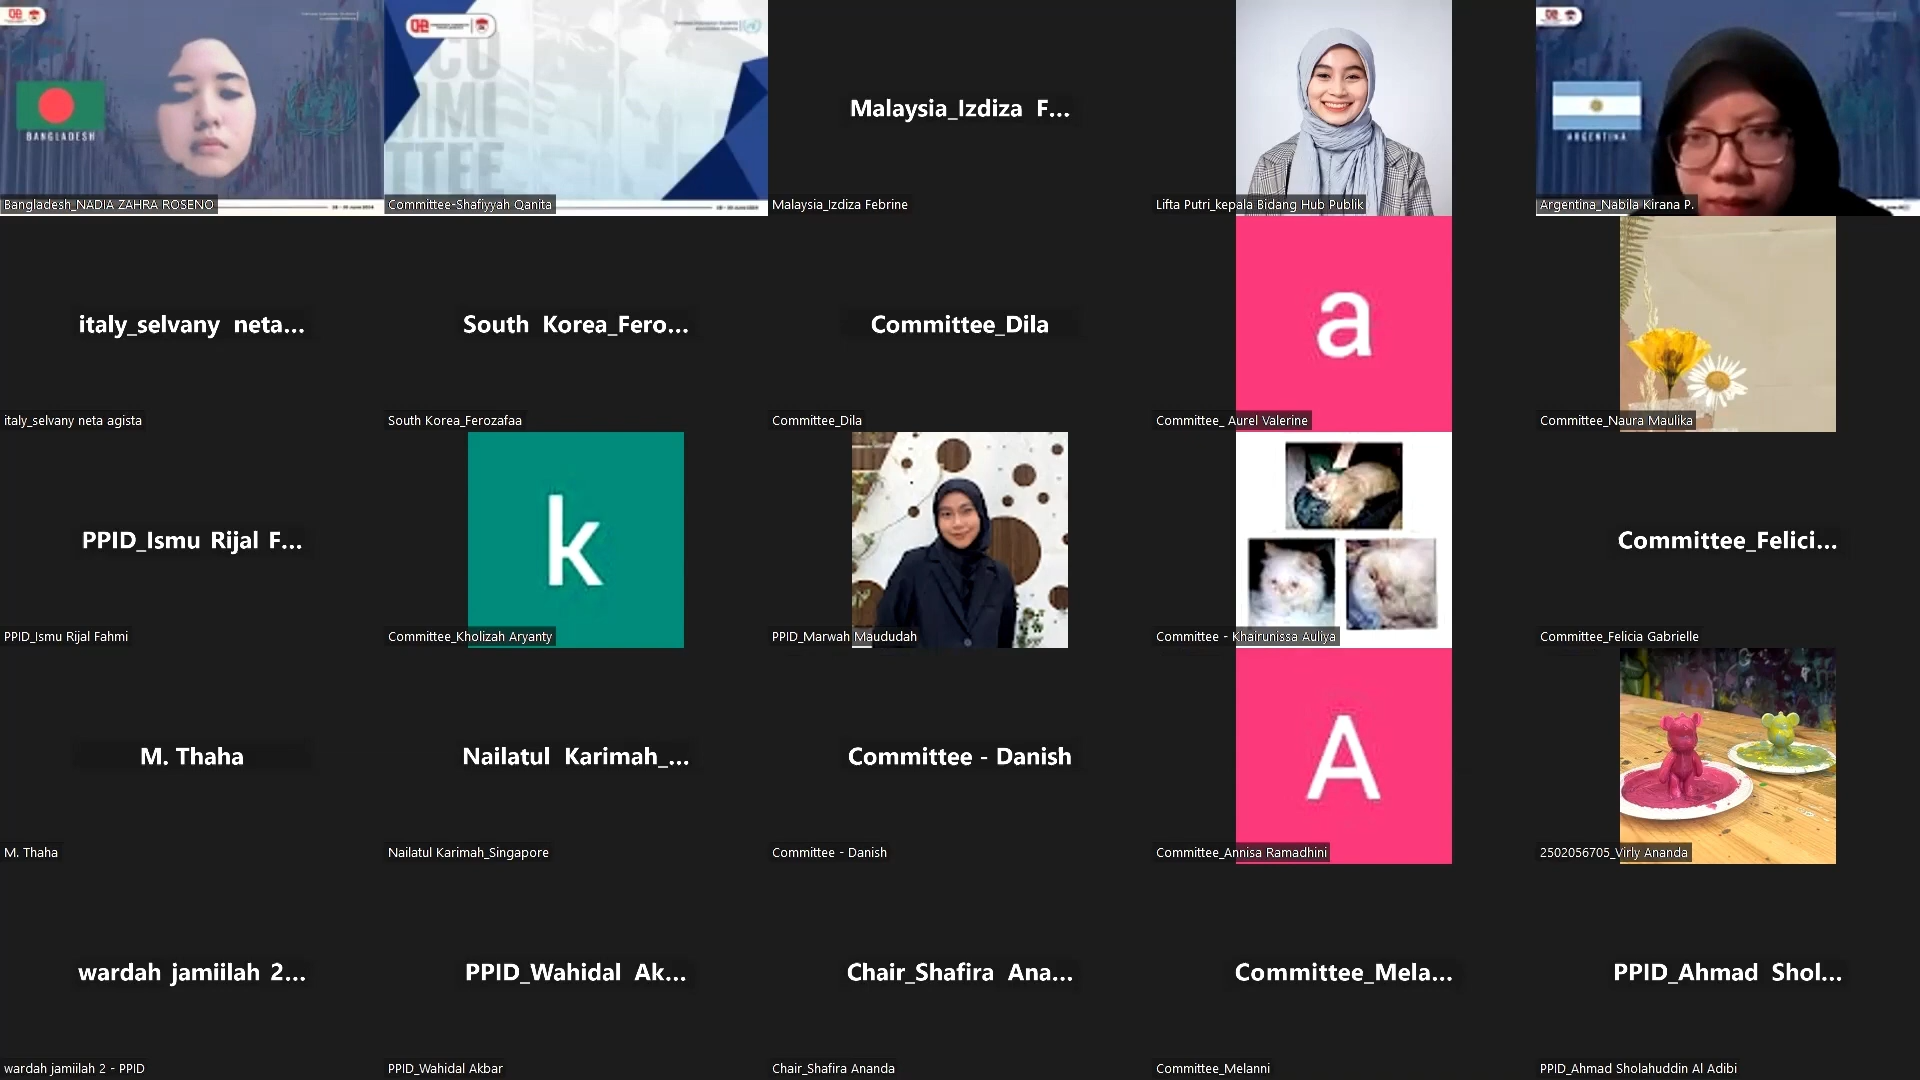 BANGLADESH
Bangladesh_NADIA ZAHRA ROSENO
CO
MMI
TTEE
Committee-Shafiyyah Qanita
Malaysia_Izdiza F...
Malaysia_Izdiza Febrine
Lifta Putri_kepala Bidang Hub Publik
ARGENTINA
Argentina_Nabila Kirana P.
italy_selvany neta...
italy_selvany neta agista
South Korea_Fero...
South Korea_Ferozafaa
Committee_Dila
Committee_Dila
a
Committee_ Aurel Valerine
Committee_Naura Maulika
PPID_Ismu Rijal F...
PPID_Ismu Rijal Fahmi
k
Committee_Kholizah Aryanty
PPID_Marwah Maududah
Committee - Khairunissa Auliya
Committee_Felici...
Committee_Felicia Gabrielle
M. Thaha
M. Thaha
Nailatul Karimah_...
Nailatul Karimah_Singapore
Committee - Danish
Committee - Danish
A
Committee_Annisa Ramadhini
2502056705_Virly Ananda
wardah jamiilah 2...
wardah jamiilah 2 - PPID
PPID_Wahidal Ak...
PPID_Wahidal Akbar
Chair_Shafira Ana...
Chair_Shafira Ananda
Committee_Mela...
Committee_Melanni
PPID_Ahmad Shol...
PPID_Ahmad Sholahuddin Al Adibi